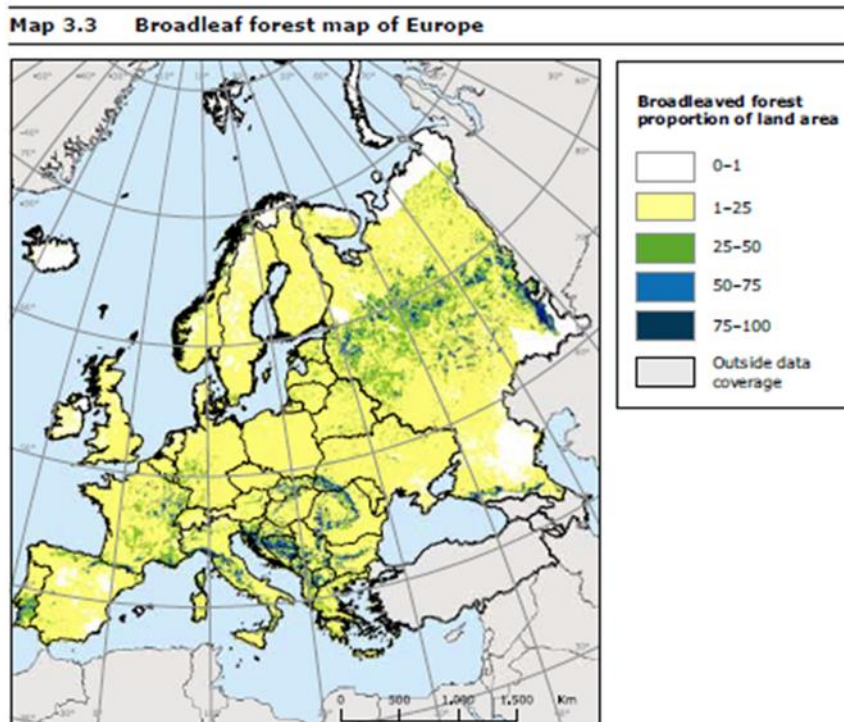 Map 3.3 Broadleaf forest map of Europe
Broadleaved forest
proportion of land area
0–1
1–25
25–50
50–75
75–100
Outside data
coverage
0 500 1.000 1.500 Km